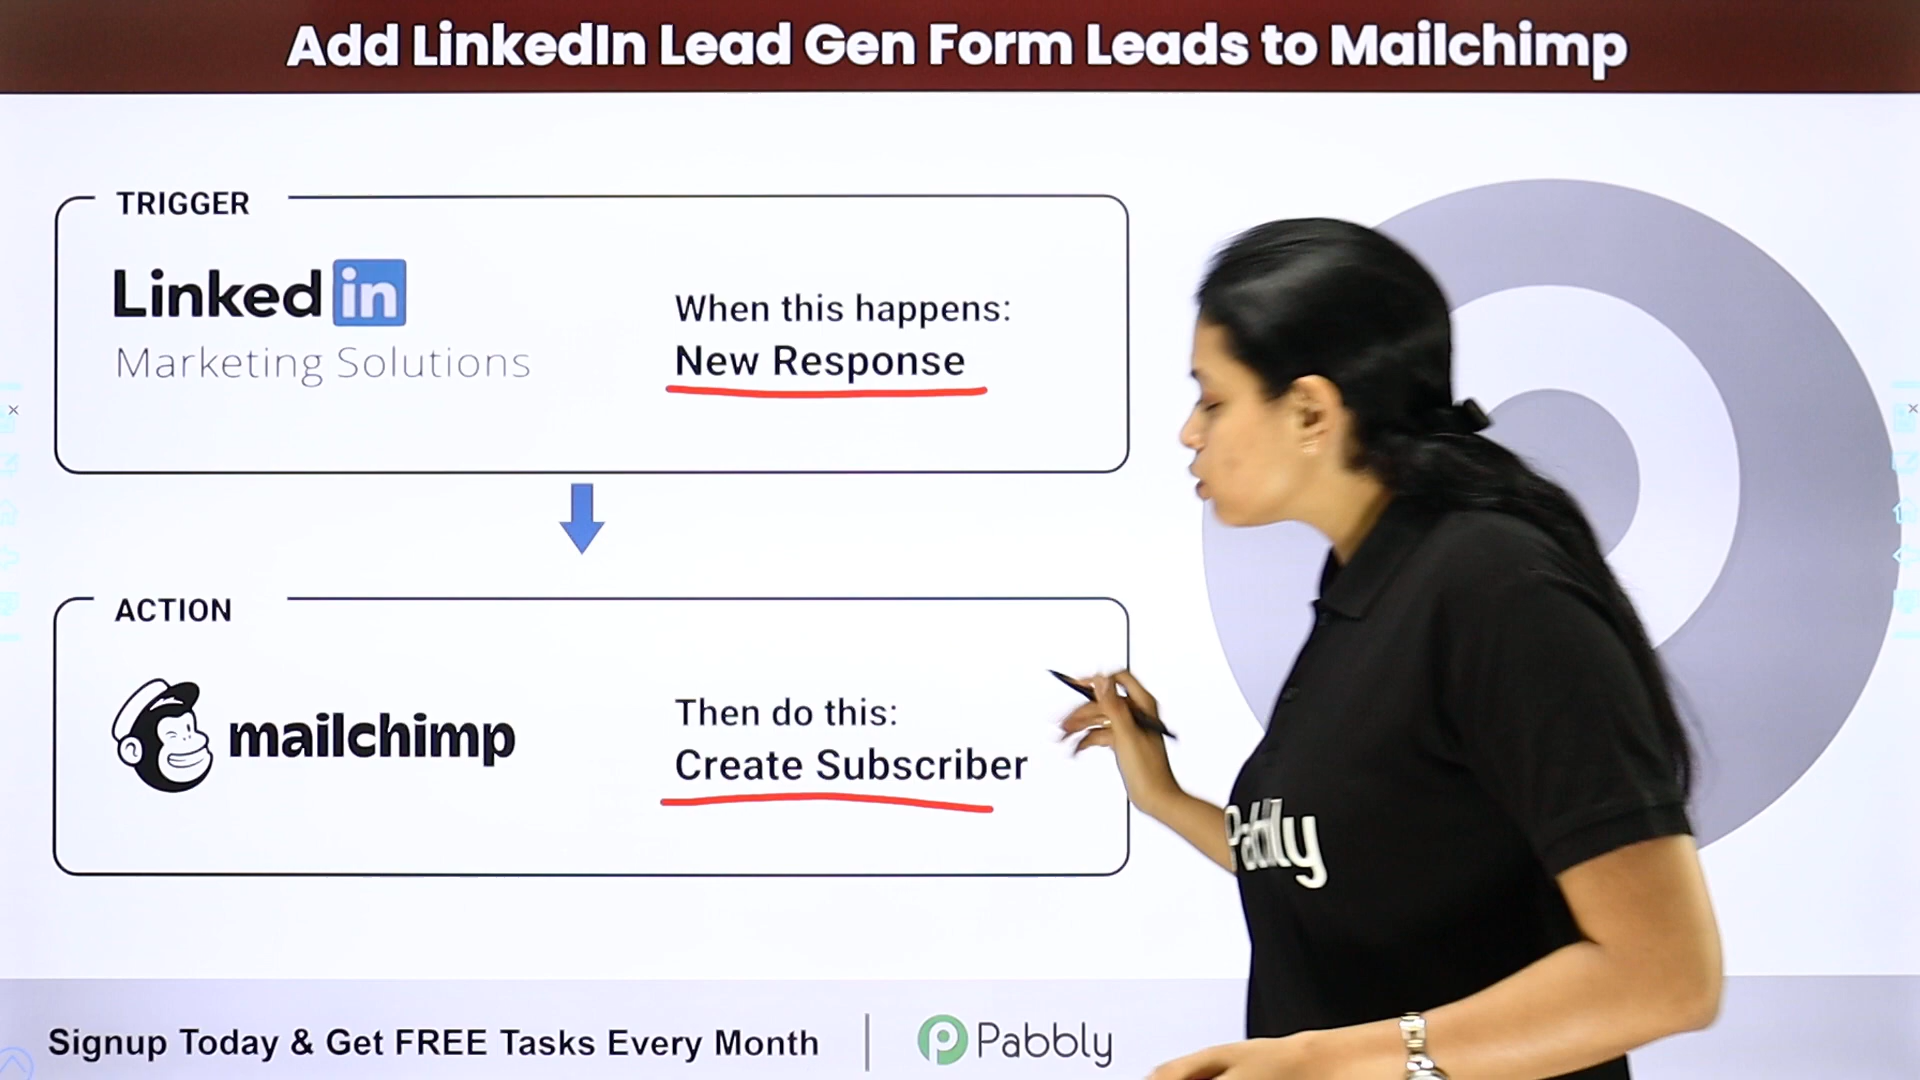 Add LinkedIn Lead Gen Form Leads to Mailchimp
TRIGGER
Linked in
Marketing Solutions
When this happens:
New Response
ACTION
mailchimp
Then do this:
Create Subscriber
Pabbly
Signup Today & Get FREE Tasks Every Month
Pabbly